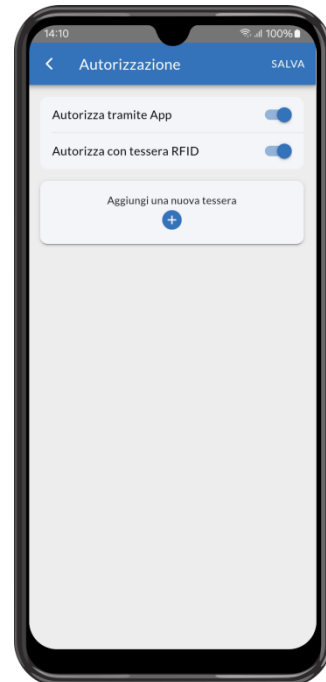 14:10 100%
Autorizzazione SALVA
Autorizza tramite App
Autorizza con tessera RFID
Aggiungi una nuova tessera